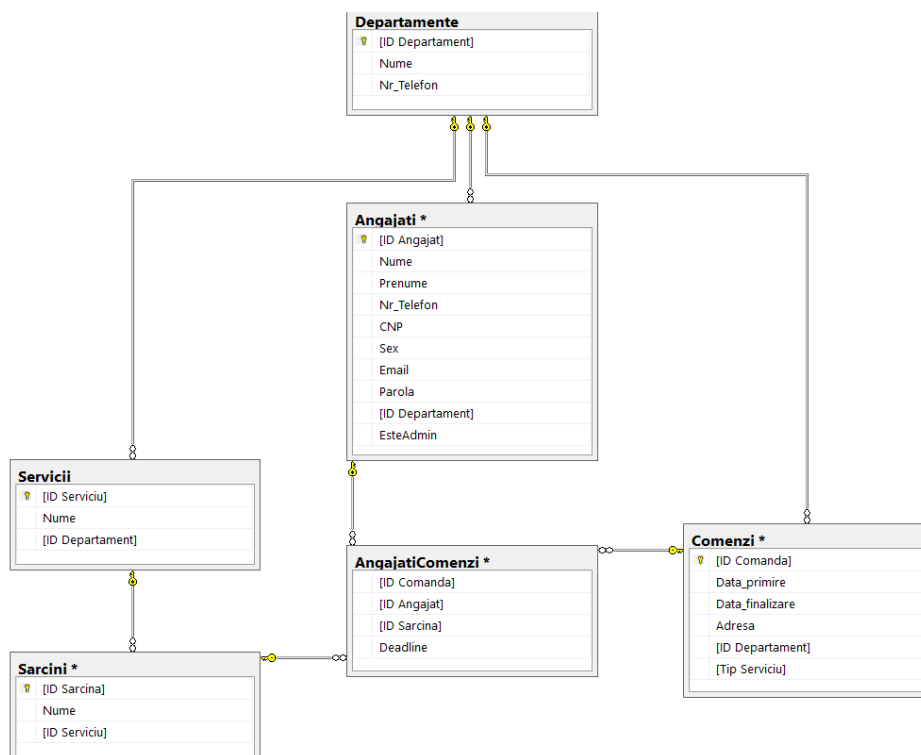 Departamente
[ID Departament]
Nume
Nr_Telefon
Angajati *
[ID Angajat]
Nume
Prenume
Nr_Telefon
CNP
Sex
Email
Parola
[ID Departament]
EsteAdmin
Servicii
[ID Serviciu]
Nume
[ID Departament]
AngajatiComenzi *
[ID Comanda]
[ID Angajat]
[ID Sarcina]
Deadline
Comenzi *
[ID Comanda]
Data_primire
Data_finalizare
Adresa
[ID Departament]
[Tip Serviciu]
Sarcini *
[ID Sarcina]
Nume
[ID Serviciu]